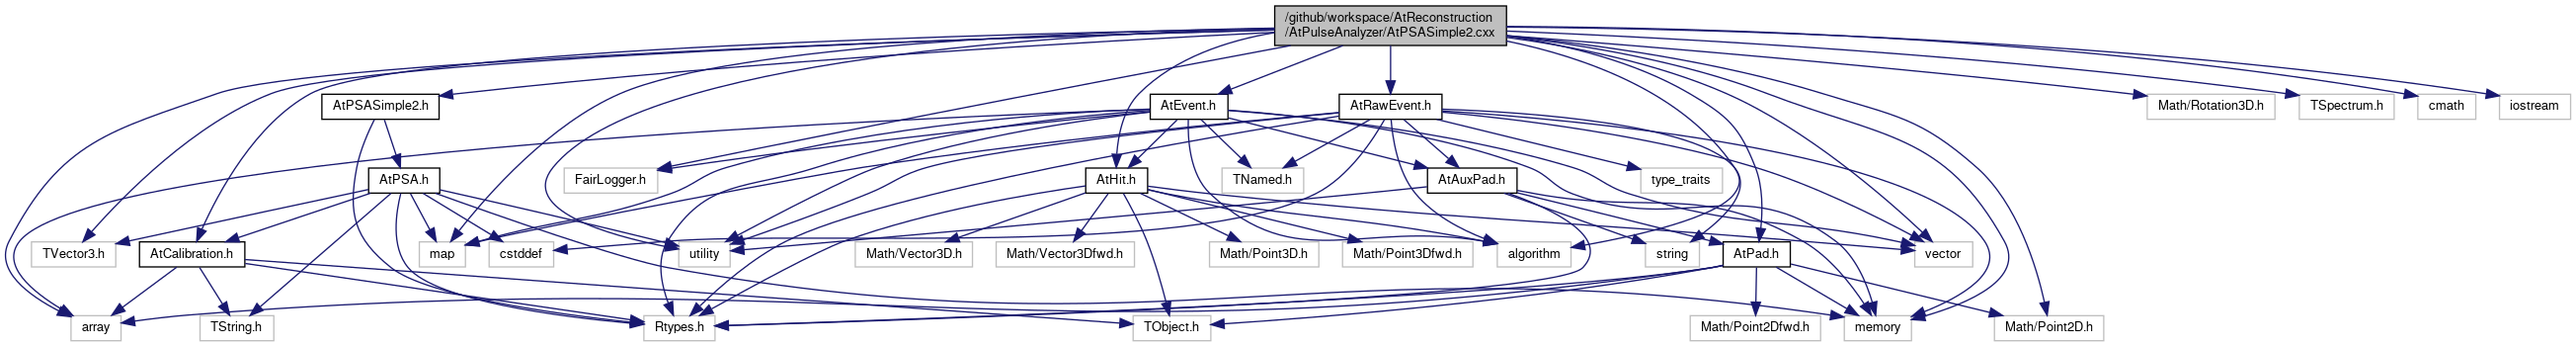 /github/workspace/AtReconstruction
/AtPulseAnalyzer/AtPSASimple2.cxx
AtPSASimple2.h
AtEvent.h
AtRawEvent.h
Math/Rotation3D.h
TSpectrum.h
cmath
iostream
AtPSA.h
FairLogger.h
AtHit.h
TNamed.h
AtAuxPad.h
type_traits
TVector3.h
AtCalibration.h
map
cstddef
utility
Math/Vector3D.h
Math/Vector3Dfwd.h
Math/Point3D.h
Math/Point3Dfwd.h
algorithm
string
AtPad.h
vector
array
TString.h
Rtypes.h
TObject.h
Math/Point2Dfwd.h
memory
Math/Point2D.h